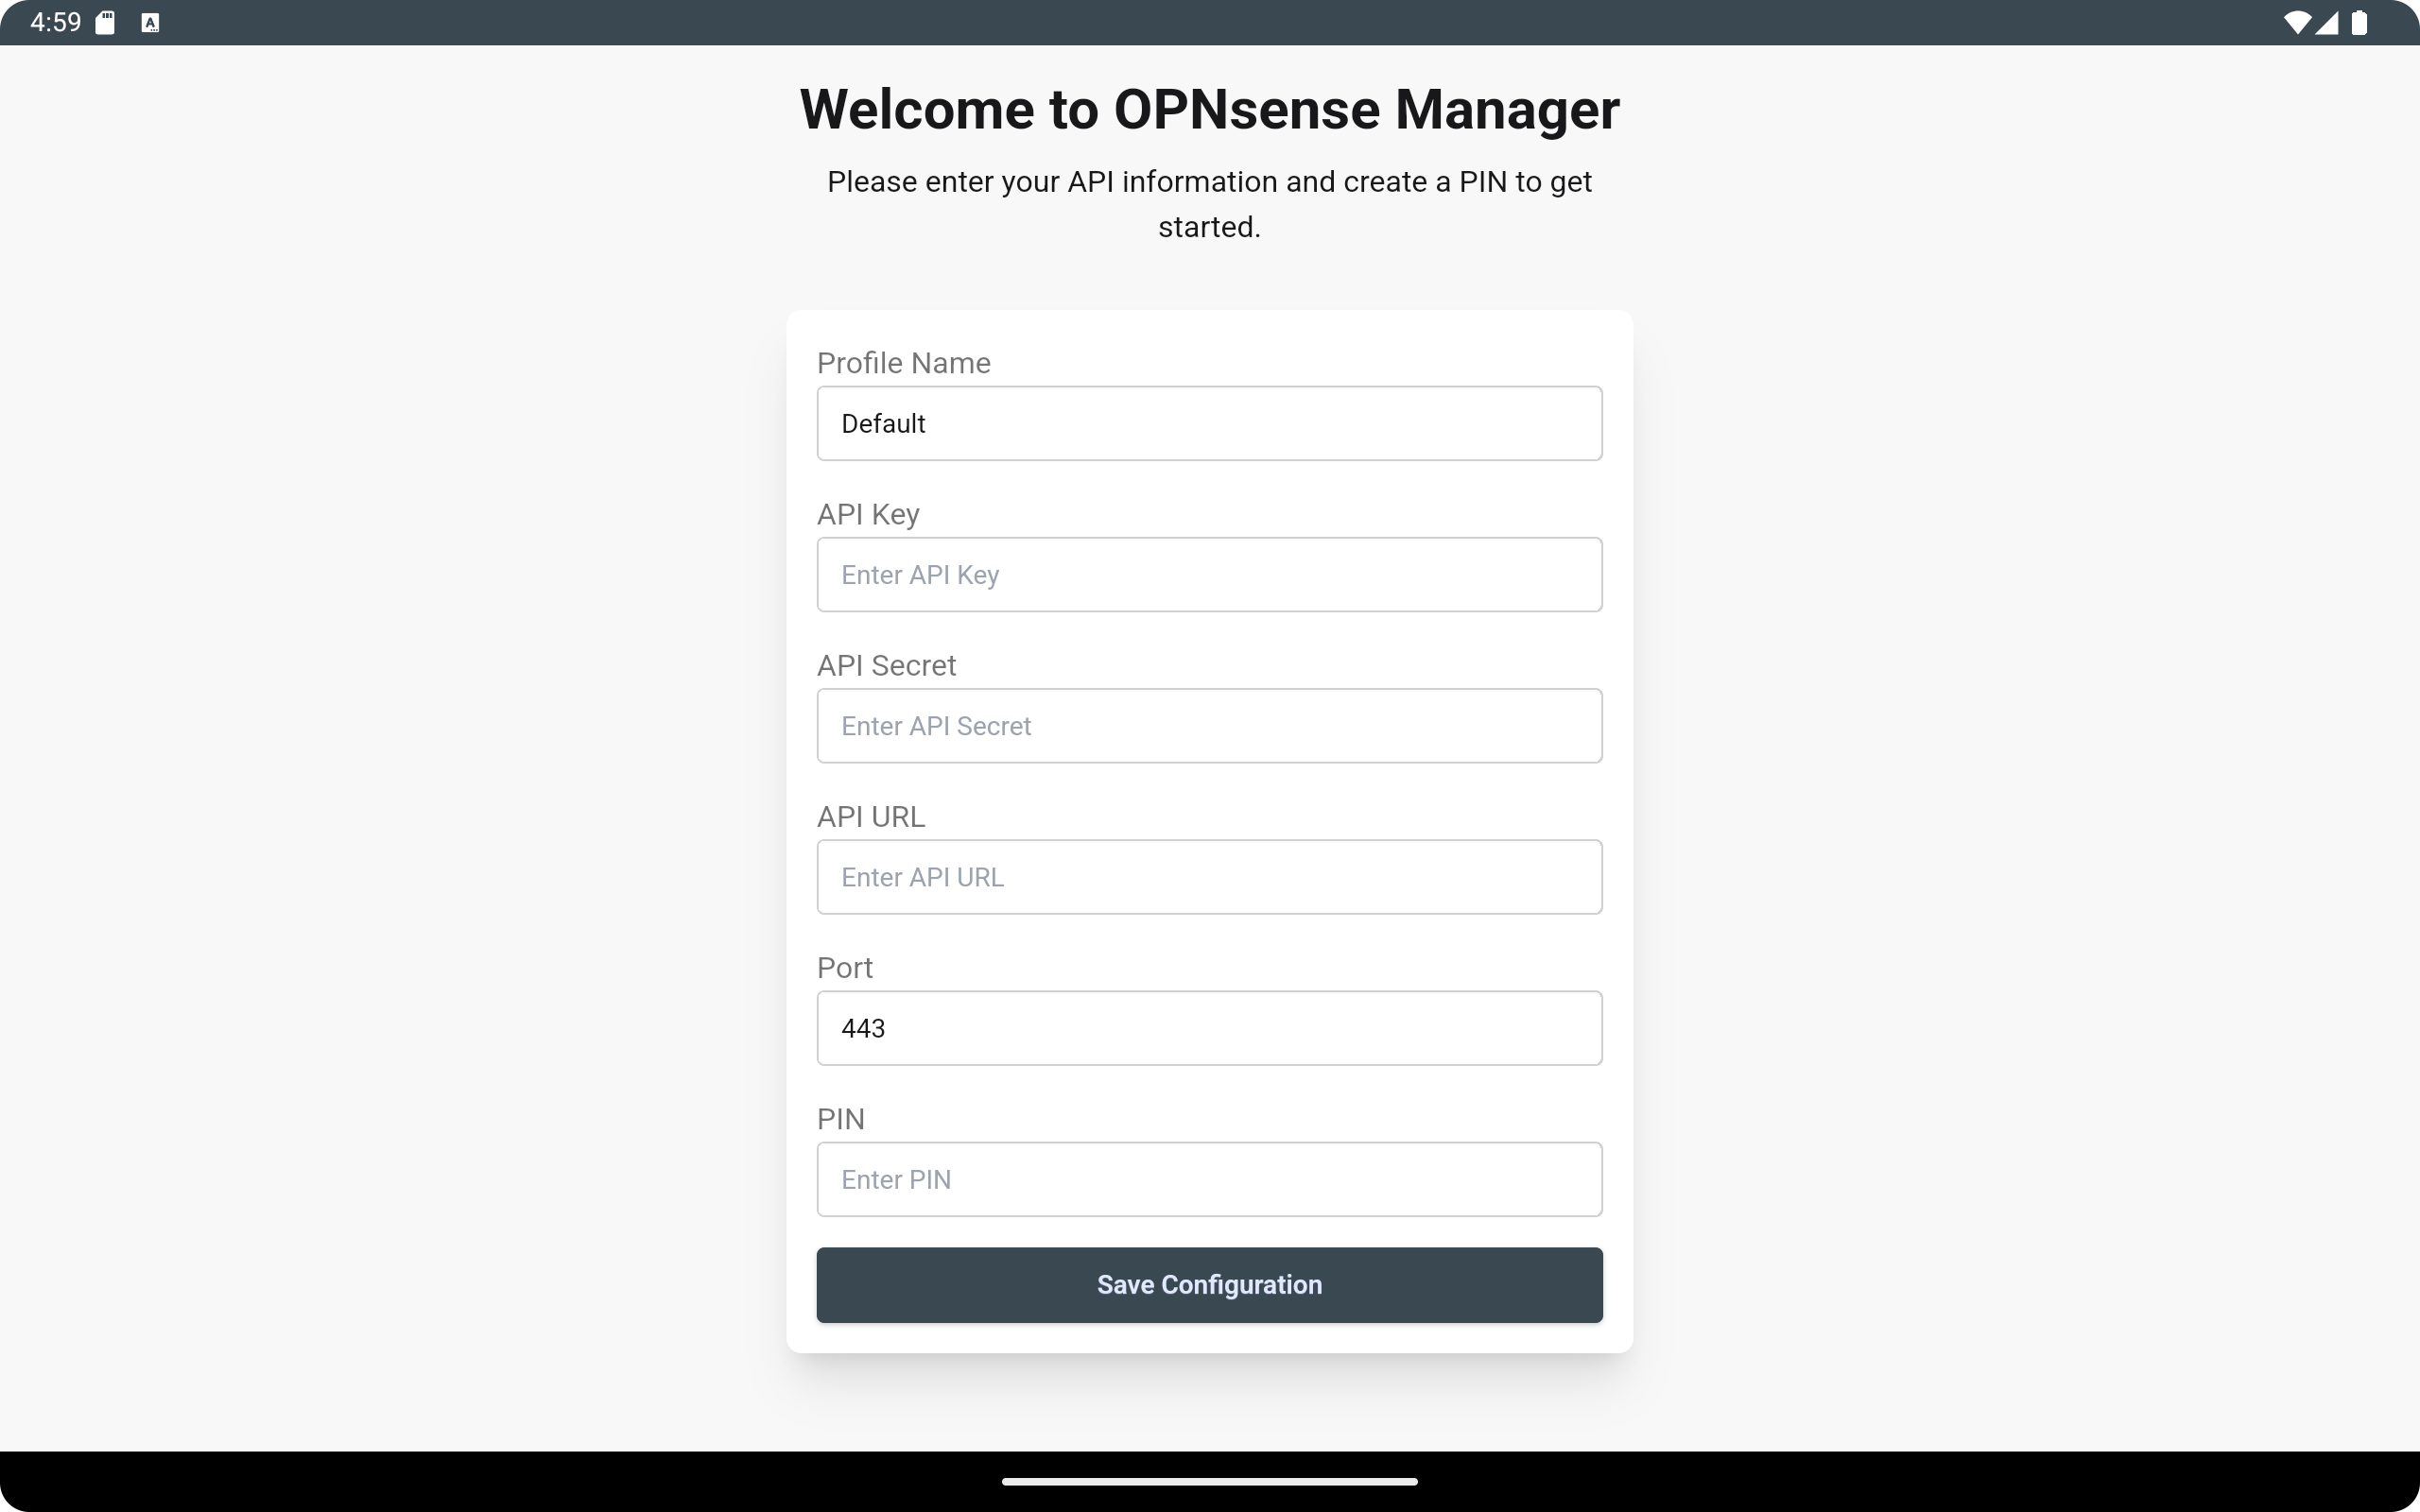 4:59
Welcome to OPNsense Manager
Please enter your API information and create a PIN to get
started.
Profile Name
Default
API Key
Enter API Key
API Secret
Enter API Secret
API URL
Enter API URL
Port
443
PIN
Enter PIN
Save Configuration